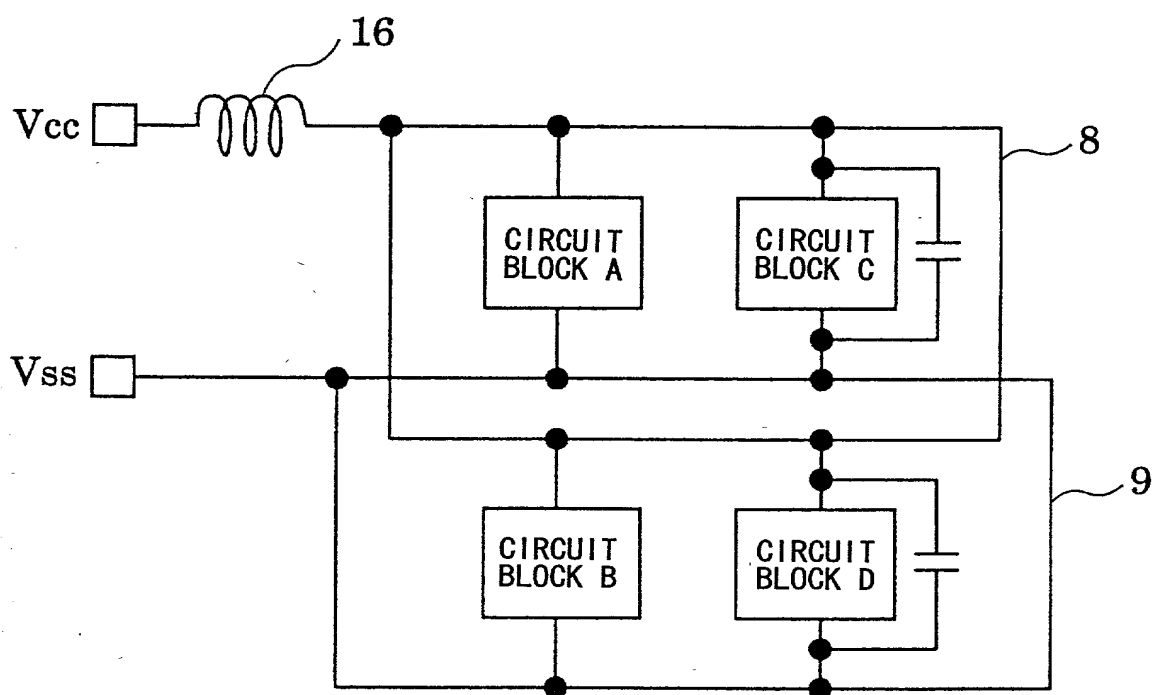 16
Vcc
8
CIRCUIT
BLOCK A
CIRCUIT
BLOCK C
Vss
9
CIRCUIT
BLOCK B
CIRCUIT
BLOCK D